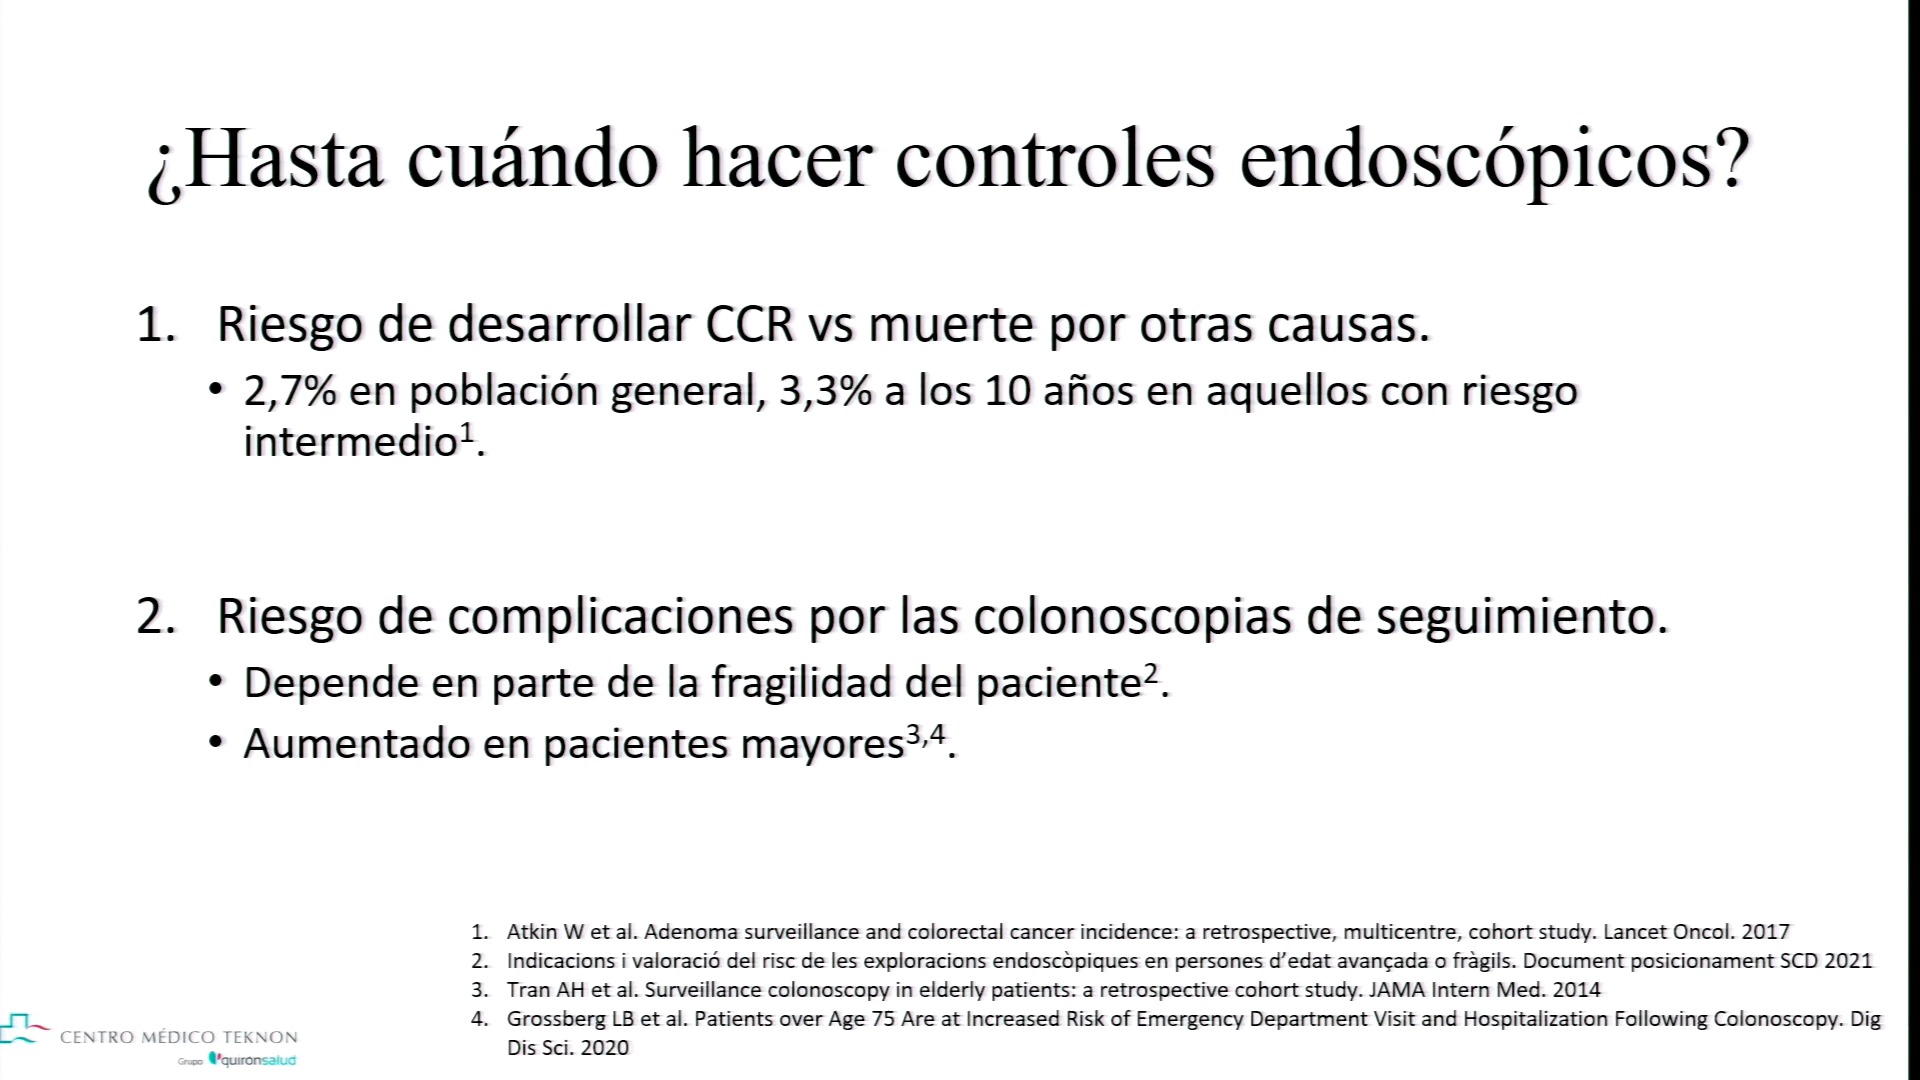 ¿Hasta cuándo hacer controles endoscópicos?
1. Riesgo de desarrollar CCR vs muerte por otras causas.
• 2,7% en población general, 3,3% a los 10 años en aquellos con riesgo
intermedio¹.
2. Riesgo de complicaciones por las colonoscopias de seguimiento.
• Depende en parte de la fragilidad del paciente².
• Aumentado en pacientes mayores³,⁴.
1. Atkin W et al. Adenoma surveillance and colorectal cancer incidence: a retrospective, multicentre, cohort study. Lancet Oncol. 2017
2. Indicacions i valoració del risc de les exploracions endoscòpiques en persones d’edat avançada o fràgils. Document posicionament SCD 2021
3. Tran AH et al. Surveillance colonoscopy in elderly patients: a retrospective cohort study. JAMA Intern Med. 2014
4. Grossberg LB et al. Patients over Age 75 Are at Increased Risk of Emergency Department Visit and Hospitalization Following Colonoscopy. Dig
Dis Sci. 2020
CENTRO MÉDICO TEKNON
Grupo quirónsalud